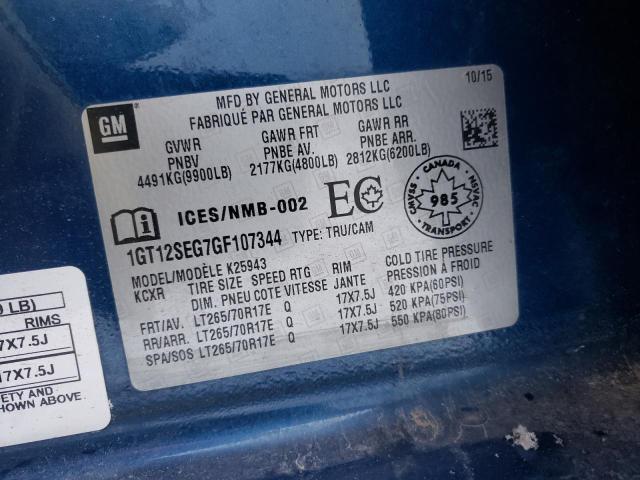 GM
10/15
MFD BY GENERAL MOTORS LLC
FABRIQUÉ PAR GENERAL MOTORS LLC
GVWR GAWR FRT GAWR RR
PNBV PNBE AV. PNBE ARR.
4491KG(9900LB) 2177KG(4800LB) 2812KG(6200LB)
ICES/NMB-002 EC
CANADA
CMVSS NSVAC
985
TRANSPORT
1GT12SEG7GF107344 TYPE: TRU/CAM
MODEL/MODÈLE K25943
KCXR TIRE SIZE SPEED RTG RIM COLD TIRE PRESSURE
DIM. PNEU COTE VITESSE JANTE PRESSION À FROID
FRT/AV. LT265/70R17E Q 17X7.5J 420 KPA(60PSI)
RR/ARR. LT265/70R17E Q 17X7.5J 520 KPA(75PSI)
SPA/SOS LT265/70R17E Q 17X7.5J 550 KPA(80PSI)
LB)
RIMS
7X7.5J
17X7.5J
ETY AND
HOWN ABOVE.